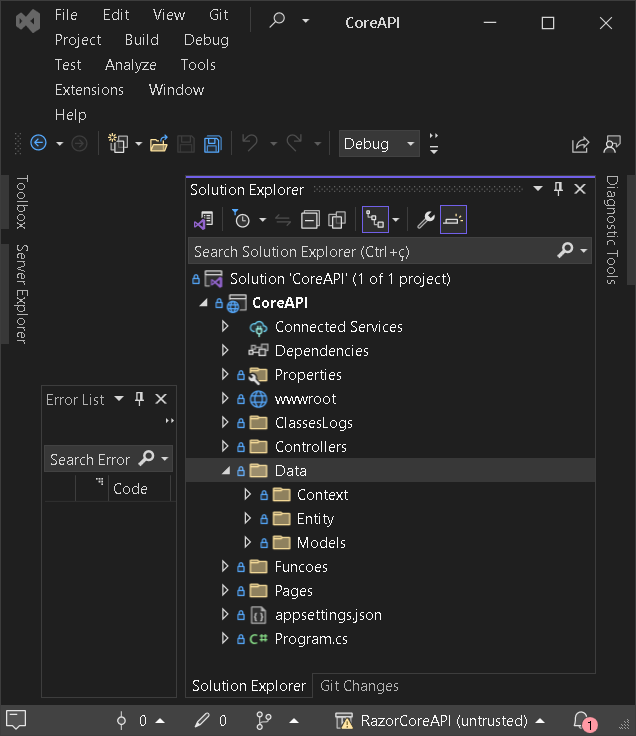 File Edit View Git CoreAPI
Project Build Debug
Test Analyze Tools
Extensions Window
Help
Debug
Toolbox
Server Explorer
Solution Explorer
Search Solution Explorer (Ctrl+ç)
Solution 'CoreAPI' (1 of 1 project)
CoreAPI
Connected Services
Dependencies
Properties
wwwroot
ClassesLogs
Controllers
Data
Context
Entity
Models
Funcoes
Pages
appsettings.json
C# Program.cs
Solution Explorer Git Changes
Diagnostic Tools
Error List
Search Error
Code
0 0 RazorCoreAPI (untrusted) 1